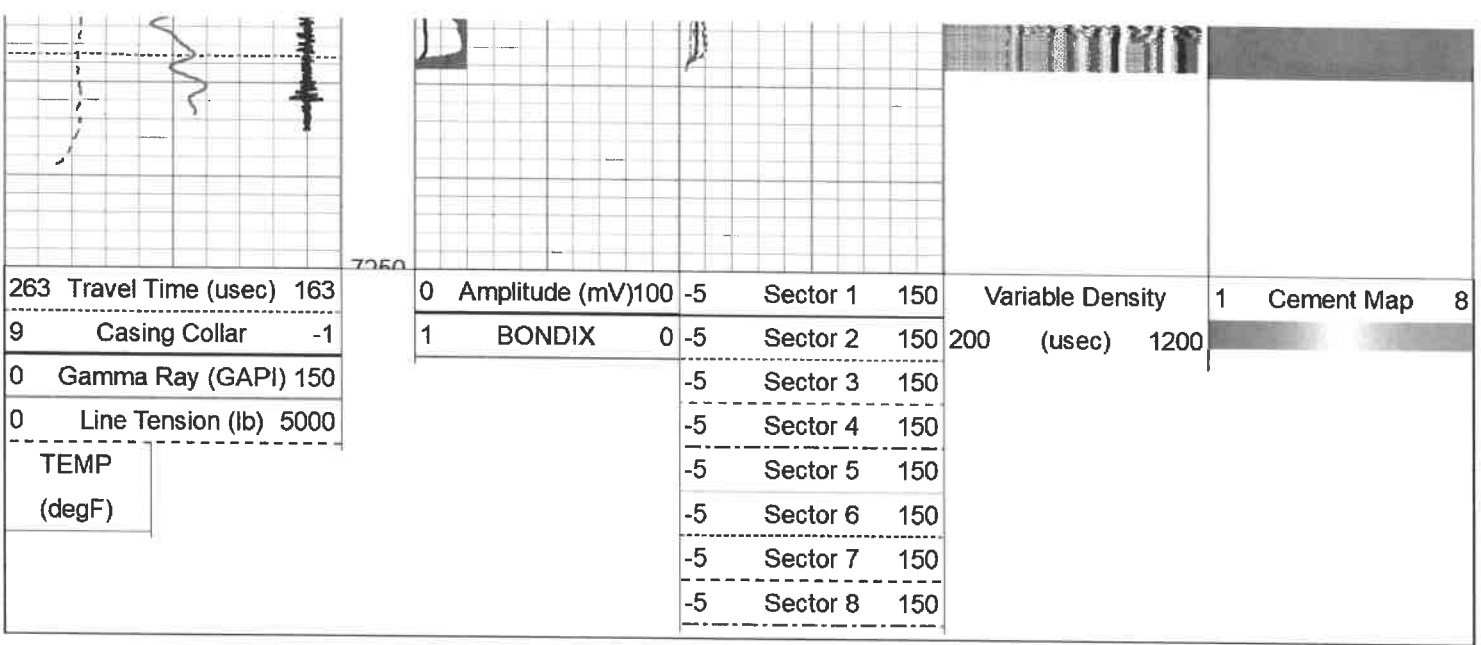 7250
263 Travel Time (usec) 163
9 Casing Collar -1
0 Gamma Ray (GAPI) 150
0 Line Tension (lb) 5000
TEMP
(degF)
0 Amplitude (mV)100
1 BONDIX 0
-5 Sector 1 150
-5 Sector 2 150
-5 Sector 3 150
-5 Sector 4 150
-5 Sector 5 150
-5 Sector 6 150
-5 Sector 7 150
-5 Sector 8 150
Variable Density
200 (usec) 1200
1 Cement Map 8